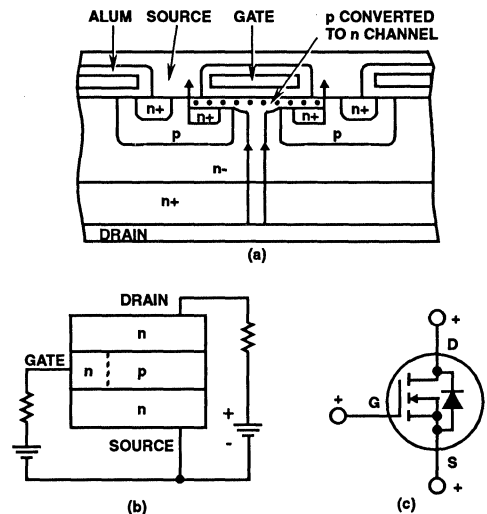 ALUM SOURCE GATE p CONVERTED
TO n CHANNEL
n+ n+ n+ n+
p p
n-
n+
DRAIN
(a)
DRAIN
n
GATE n p
n
+
-
SOURCE
(b)
+
D
+
G
S
+
(c)